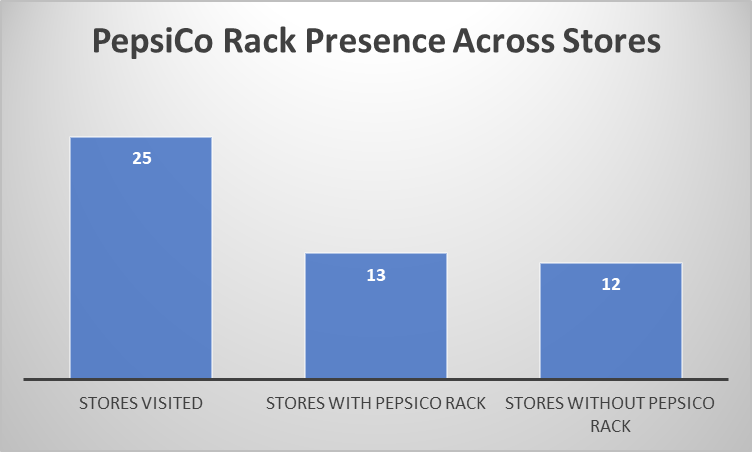 PepsiCo Rack Presence Across Stores
25
13
12
STORES VISITED
STORES WITH PEPSICO RACK
STORES WITHOUT PEPSICO
RACK